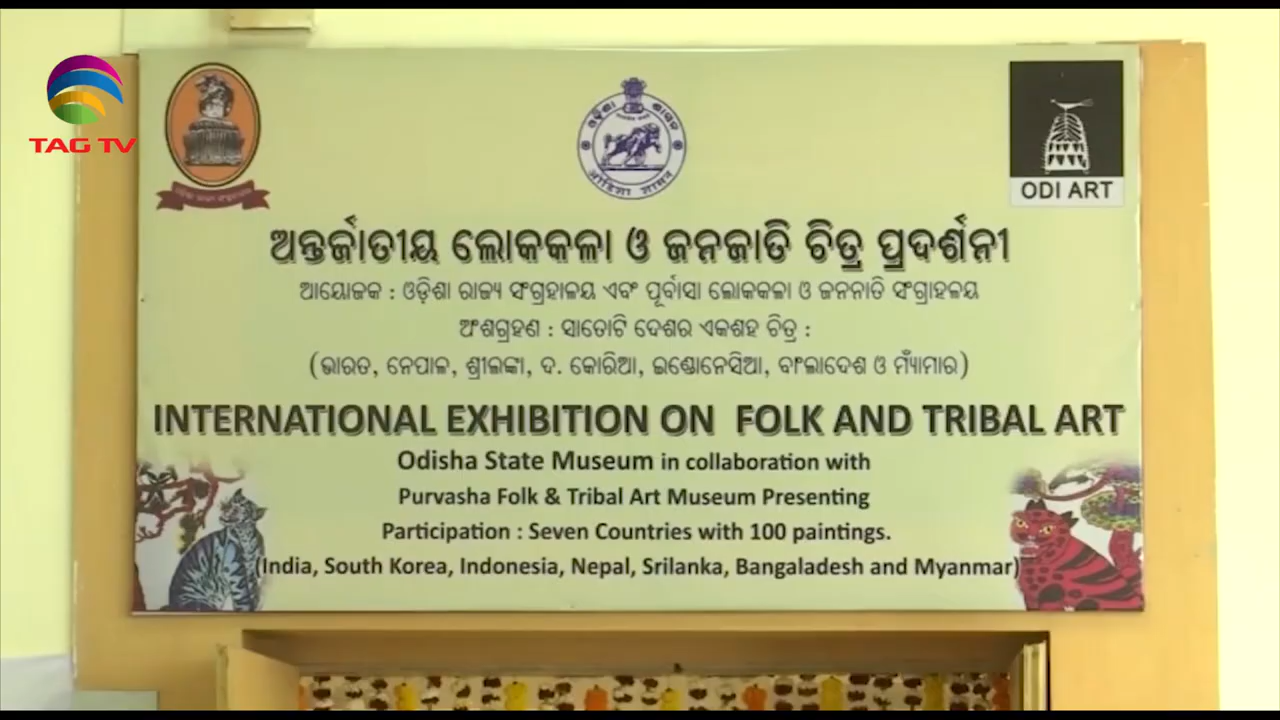 TAG TV
ODI ART
ଅନ୍ତର୍ଜାତୀୟ ଲୋକକଳା ଓ ଜନଜାତି ଚିତ୍ର ପ୍ରଦର୍ଶନୀ
ଆୟୋଜକ : ଓଡ଼ିଶା ରାଜ୍ୟ ସଂଗ୍ରହାଳୟ ଏବଂ ପୂର୍ବାସା ଲୋକକଳା ଓ ଜନଜାତି ସଂଗ୍ରାହଳୟ
ଅଂଶଗ୍ରହଣ : ସାତୋଟି ଦେଶର ଏକଶହ ଚିତ୍ର :
(ଭାରତ, ନେପାଳ, ଶ୍ରୀଲଙ୍କା, ଦ. କୋରିଆ, ଇଣ୍ଡୋନେସିଆ, ବାଂଲାଦେଶ ଓ ମ୍ୟାଁମାର)
INTERNATIONAL EXHIBITION ON FOLK AND TRIBAL ART
Odisha State Museum in collaboration with
Purvasha Folk & Tribal Art Museum Presenting
Participation : Seven Countries with 100 paintings.
(India, South Korea, Indonesia, Nepal, Srilanka, Bangaladesh and Myanmar)